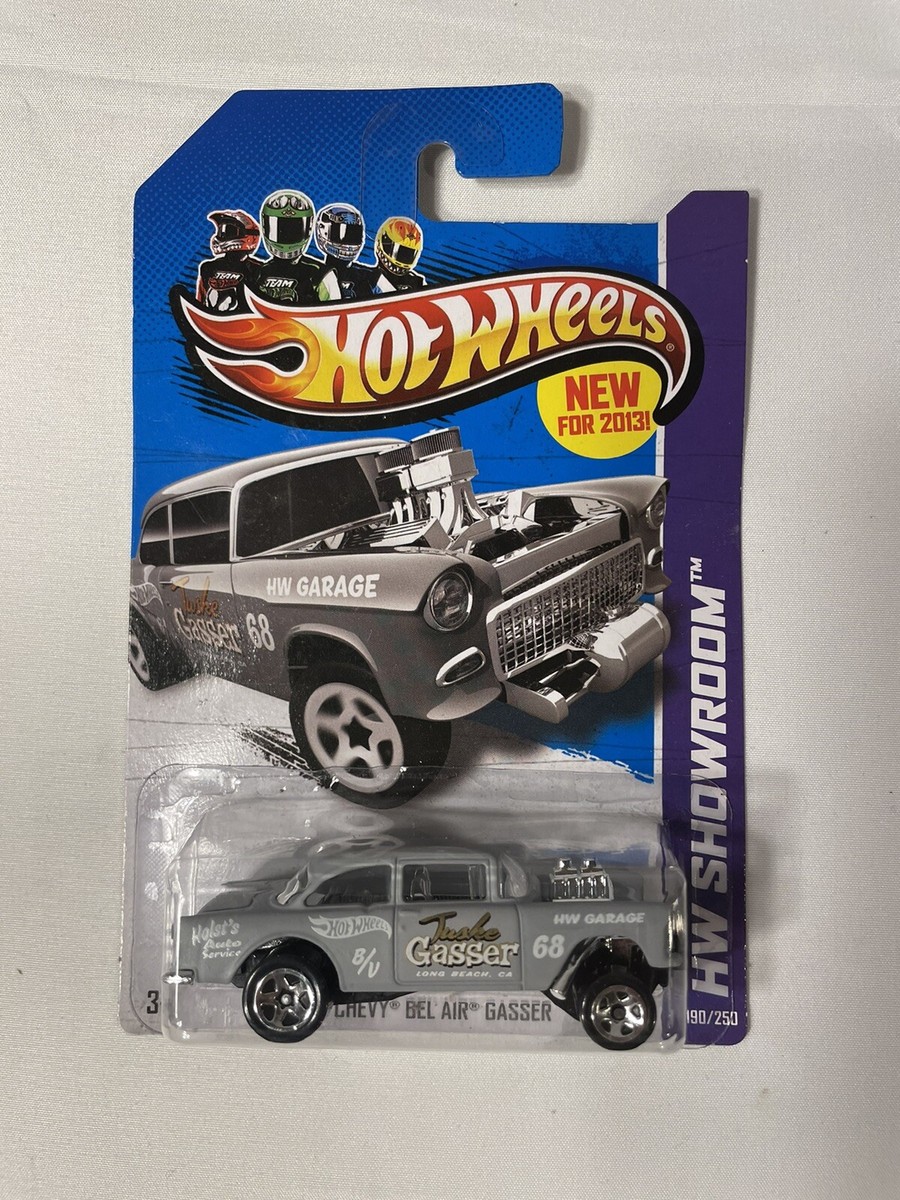 TEAM
TEAM
HOT WHEELS®
NEW
FOR 2013!
HW GARAGE
Tuske
Gasser 68
HW SHOWROOM™
190/250
Holst's
Auto
Service
HOT WHEELS
B/V
Tuske
Gasser
LONG BEACH, CA
68
HW GARAGE
3+
CHEVY® BEL AIR® GASSER